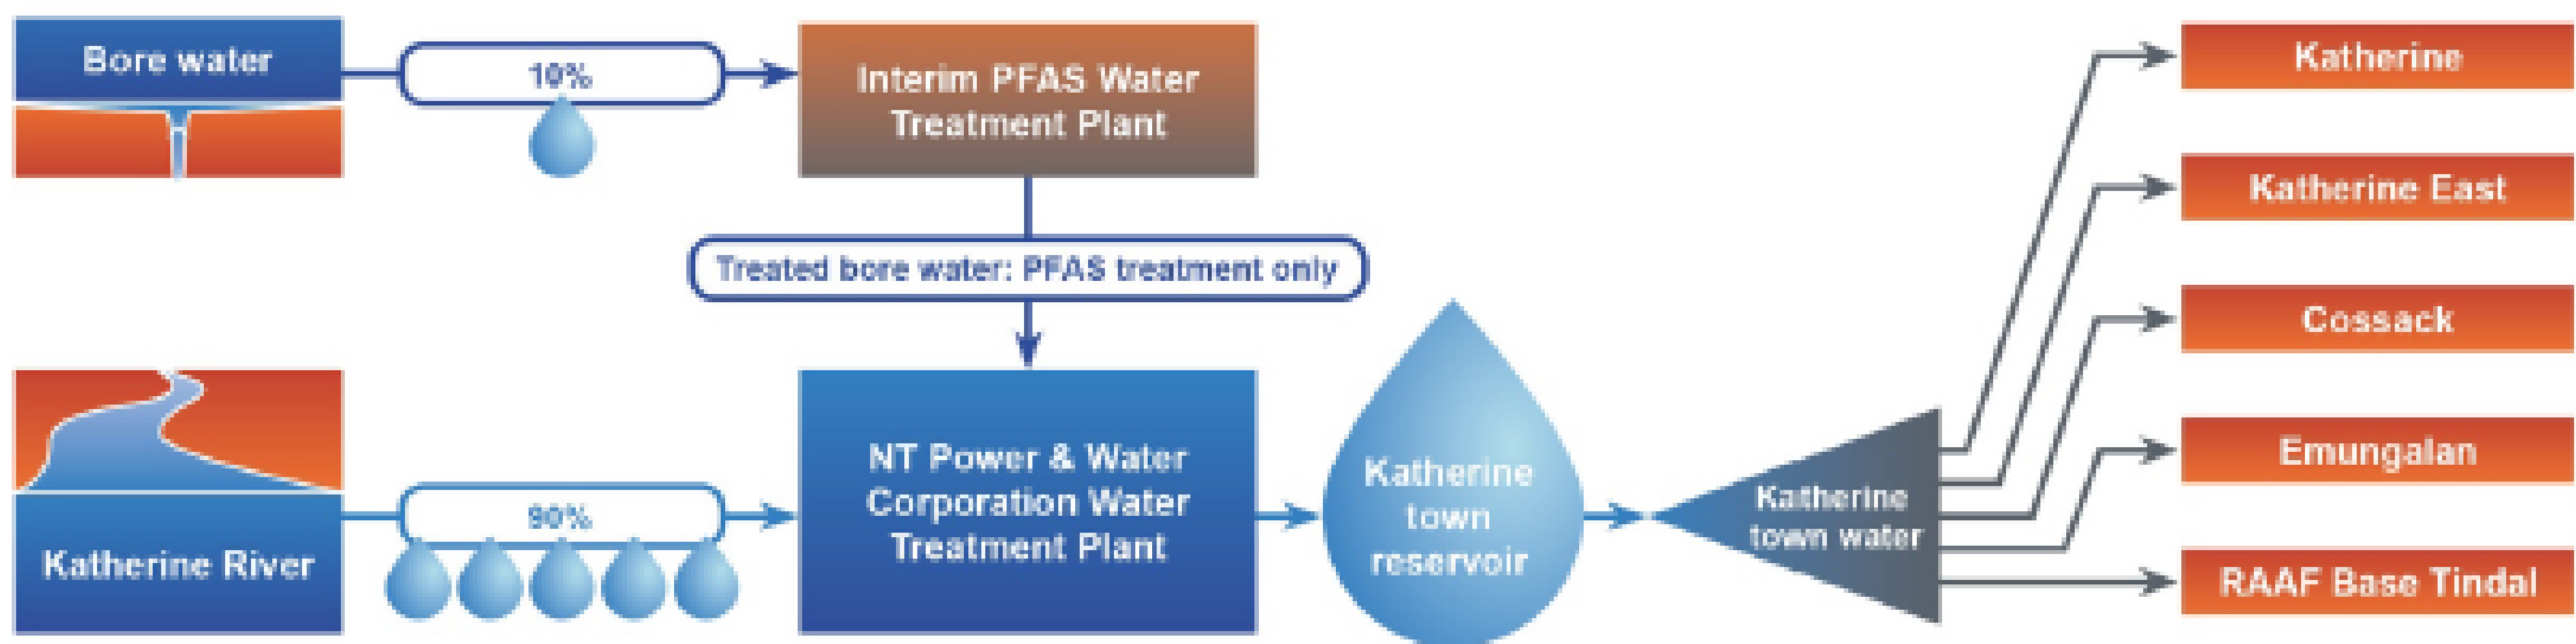 Bore water
10%
Interim PFAS Water
Treatment Plant
Treated bore water: PFAS treatment only
Katherine River
90%
NT Power & Water
Corporation Water
Treatment Plant
Katherine
town
reservoir
Katherine
town water
Katherine
Katherine East
Cossack
Emungalan
RAAF Base Tindal